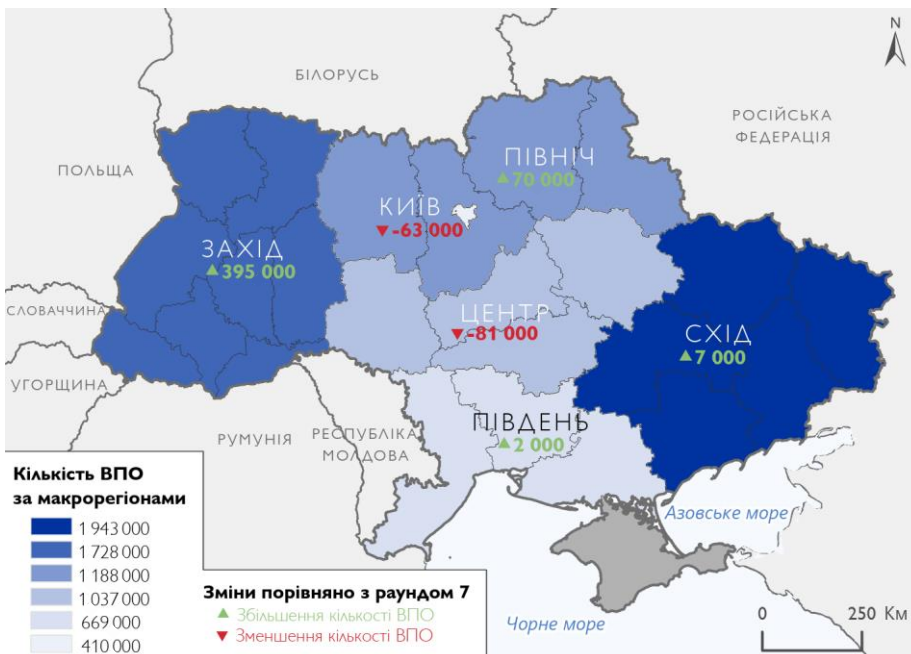 N
БІЛОРУСЬ
РОСІЙСЬКА
ФЕДЕРАЦІЯ
ПОЛЬЩА
ПІВНІЧ
▲ 70 000
КИЇВ
▼ -63 000
ЗАХІД
▲ 395 000
СЛОВАЧЧИНА
ЦЕНТР
▼ -81 000
СХІД
▲ 7 000
УГОРЩИНА
ПІВДЕНЬ
▲ 2 000
РУМУНІЯ
РЕСПУБЛІКА
МОЛДОВА
Кількість ВПО
за макрорегіонами
1 943 000
1 728 000
1 188 000
1 037 000
669 000
410 000
Зміни порівняно з раундом 7
▲ Збільшення кількості ВПО
▼ Зменшення кількості ВПО
Азовське море
Чорне море
0 250 Км